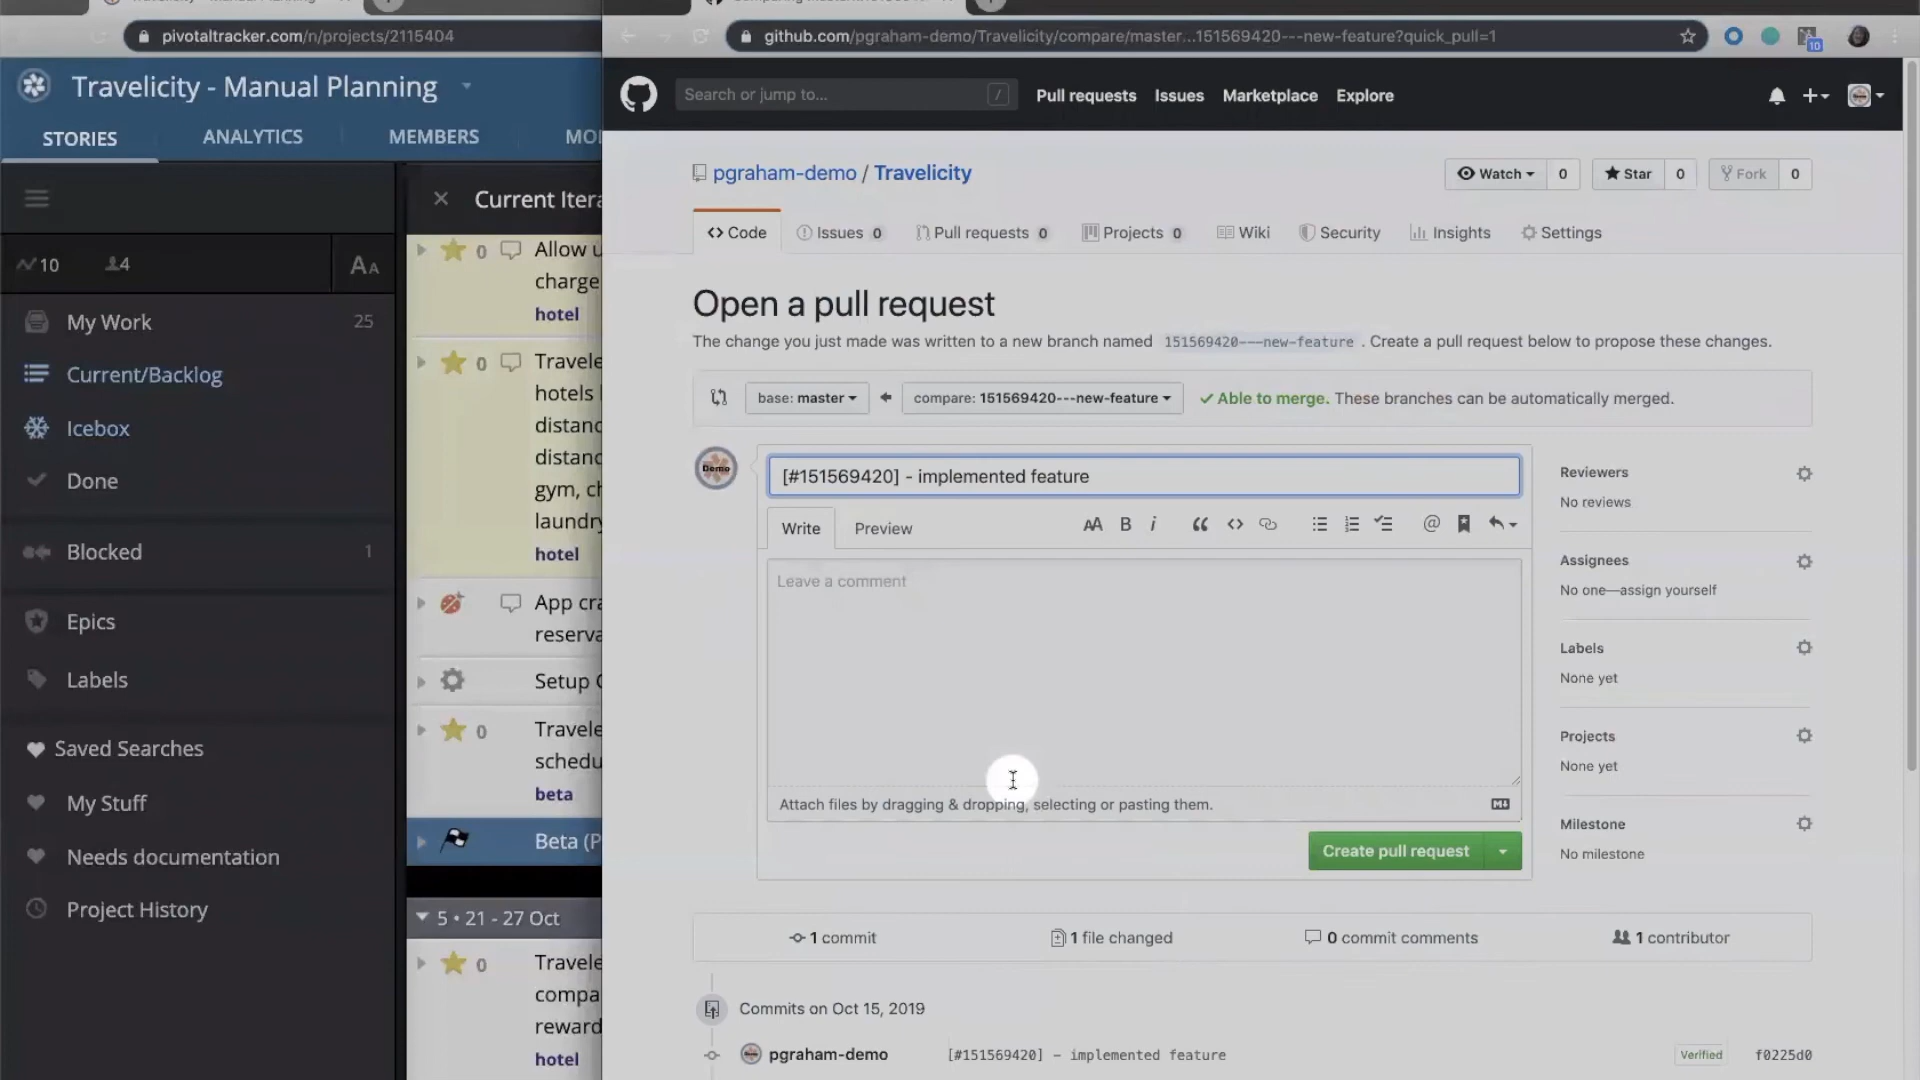 pivotaltracker.com/n/projects/2115404
Travelicity - Manual Planning
STORIES
ANALYTICS
MEMBERS
10
4
AA
My Work
25
Current/Backlog
Icebox
Done
Blocked
1
Epics
Labels
Saved Searches
My Stuff
Needs documentation
Project History
Current Itera
0
Allow u
charge
hotel
0
Travele
hotels
distanc
distanc
gym, ch
laundry
hotel
App cra
reserva
Setup
0
Travele
schedu
beta
Beta (P
5 • 21 - 27 Oct
0
Travele
compa
reward
hotel
github.com/pgraham-demo/Travelicity/compare/master...151569420---new-feature?quick_pull=1
10
Search or jump to...
/
Pull requests
Issues
Marketplace
Explore
pgraham-demo / Travelicity
Watch
0
Star
0
Fork
0
<> Code
Issues 0
Pull requests 0
Projects 0
Wiki
Security
Insights
Settings
Open a pull request
The change you just made was written to a new branch named 151569420---new-feature . Create a pull request below to propose these changes.
base: master
compare: 151569420---new-feature
Able to merge. These branches can be automatically merged.
Demo
[#151569420] - implemented feature
Write
Preview
AA
B
i
@
Leave a comment
Attach files by dragging & dropping, selecting or pasting them.
Create pull request
Reviewers
No reviews
Assignees
No one—assign yourself
Labels
None yet
Projects
None yet
Milestone
No milestone
1 commit
1 file changed
0 commit comments
1 contributor
Commits on Oct 15, 2019
pgraham-demo
[#151569420] - implemented feature
Verified
f0225d0